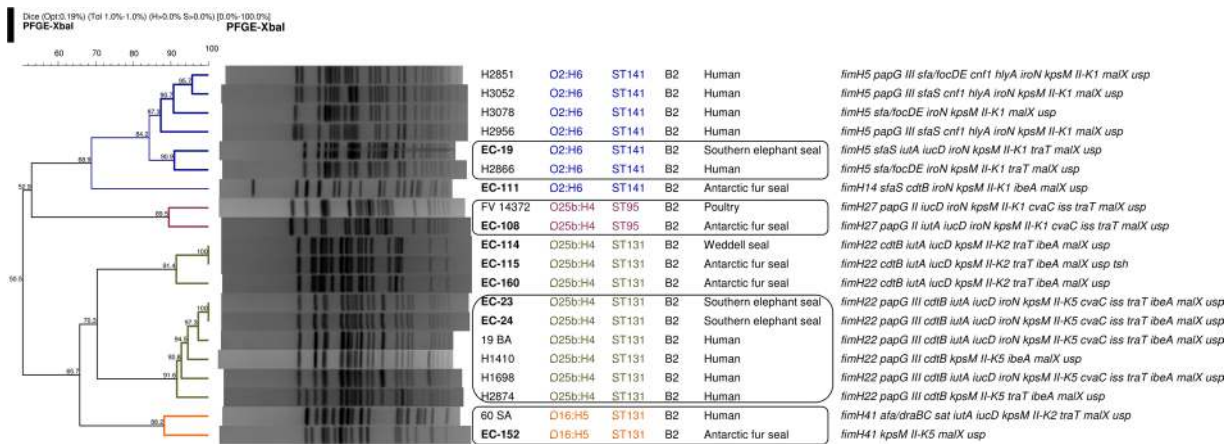 Dice (Opt:0.19%) (Tol 1.0%-1.0%) (H>0.0% S>0.0%) [0.0%-100.0%]
PFGE-XbaI PFGE-XbaI
60 70 80 90 100
H2851 O2:H6 ST141 B2 Human fimH5 papG III sfa/focDE cnf1 hlyA iroN kpsM II-K1 malX usp
H3052 O2:H6 ST141 B2 Human fimH5 papG III sfaS cnf1 hlyA iroN kpsM II-K1 malX usp
H3078 O2:H6 ST141 B2 Human fimH5 sfa/focDE iroN kpsM II-K1 malX usp
H2956 O2:H6 ST141 B2 Human fimH5 papG III sfaS cnf1 hlyA iroN kpsM II-K1 malX usp
EC-19 O2:H6 ST141 B2 Southern elephant seal fimH5 sfaS iutA iucD iroN kpsM II-K1 traT malX usp
H2866 O2:H6 ST141 B2 Human fimH5 sfa/focDE iroN kpsM II-K1 traT malX usp
EC-111 O2:H6 ST141 B2 Antarctic fur seal fimH14 sfaS cdtB iroN kpsM II-K1 ibeA malX usp
FV 14372 O25b:H4 ST95 B2 Poultry fimH27 papG II iucD iroN kpsM II-K1 cvaC iss traT malX usp
EC-108 O25b:H4 ST95 B2 Antarctic fur seal fimH27 papG II iutA iucD iroN kpsM II-K1 cvaC iss traT malX usp
EC-114 O25b:H4 ST131 B2 Weddell seal fimH22 cdtB iutA iucD kpsM II-K2 traT ibeA malX usp
EC-115 O25b:H4 ST131 B2 Antarctic fur seal fimH22 cdtB iutA iucD kpsM II-K2 traT ibeA malX usp tsh
EC-160 O25b:H4 ST131 B2 Antarctic fur seal fimH22 cdtB iutA iucD kpsM II-K2 traT ibeA malX usp
EC-23 O25b:H4 ST131 B2 Southern elephant seal fimH22 papG III cdtB iutA iucD iroN kpsM II-K5 cvaC iss traT ibeA malX usp
EC-24 O25b:H4 ST131 B2 Southern elephant seal fimH22 papG III cdtB iutA iucD iroN kpsM II-K5 cvaC iss traT ibeA malX usp
19 BA O25b:H4 ST131 B2 Human fimH22 papG III cdtB iutA iucD iroN kpsM II-K5 cvaC iss traT ibeA malX usp
H1410 O25b:H4 ST131 B2 Human fimH22 papG III cdtB kpsM II-K5 ibeA malX usp
H1698 O25b:H4 ST131 B2 Human fimH22 papG III cdtB iutA iucD iroN kpsM II-K5 cvaC iss traT ibeA malX usp
H2874 O25b:H4 ST131 B2 Human fimH22 papG III cdtB kpsM II-K5 traT ibeA malX usp
60 SA O16:H5 ST131 B2 Human fimH41 afa/draBC sat iutA iucD kpsM II-K2 traT malX usp
EC-152 O16:H5 ST131 B2 Antarctic fur seal fimH41 kpsM II-K5 malX usp